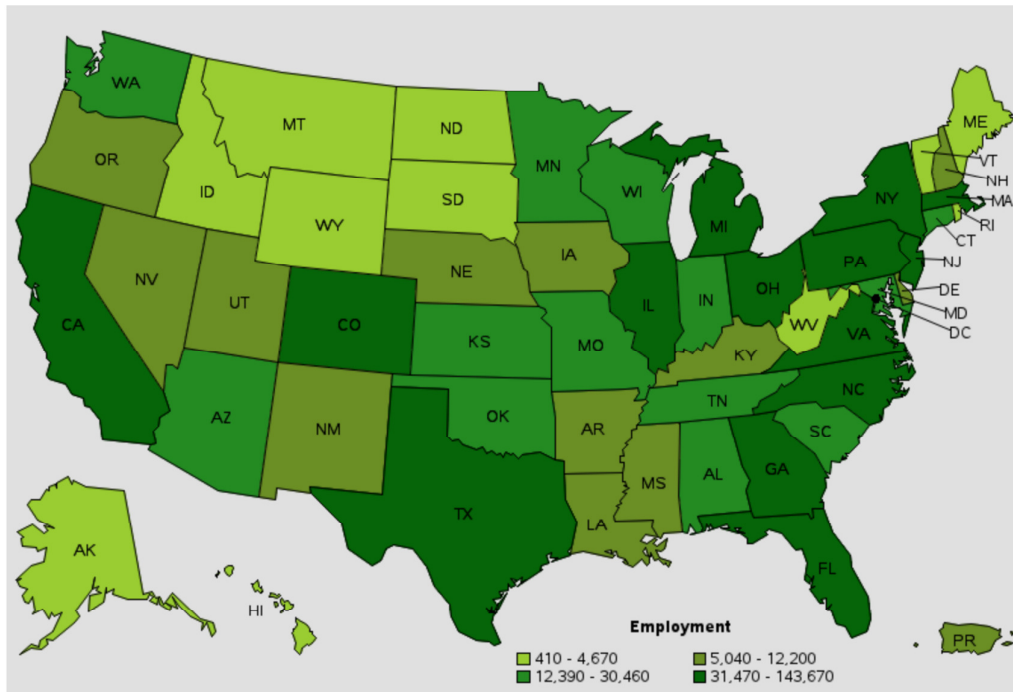 WA
MT
ND
ME
MN
VT
OR
NH
ID
SD
WI
NY
MA
WY
MI
RI
CT
IA
PA
NJ
NE
NV
OH
DE
UT
IL
IN
MD
CA
CO
WV
VA
DC
KS
MO
KY
NC
TN
AZ
OK
NM
AR
SC
MS
AL
GA
TX
LA
AK
FL
HI
PR
Employment
410 - 4,670 5,040 - 12,200
12,390 - 30,460 31,470 - 143,670